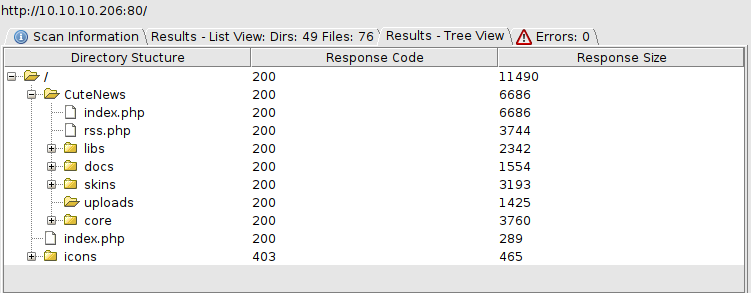 http://10.10.10.206:80/
Scan Information Results - List View: Dirs: 49 Files: 76 Results - Tree View Errors: 0
Directory Stucture Response Code Response Size
/ 200 11490
CuteNews 200 6686
index.php 200 6686
rss.php 200 3744
libs 200 2342
docs 200 1554
skins 200 3193
uploads 200 1425
core 200 3760
index.php 200 289
icons 403 465